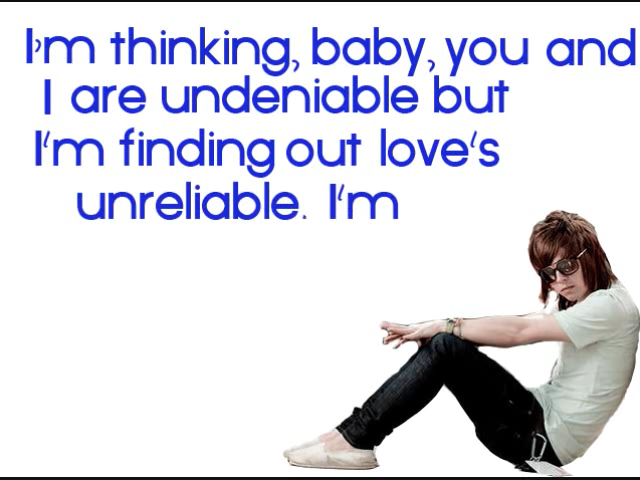 I'm thinking, baby, you and
I are undeniable but
I'm finding out love's
unreliable. I'm